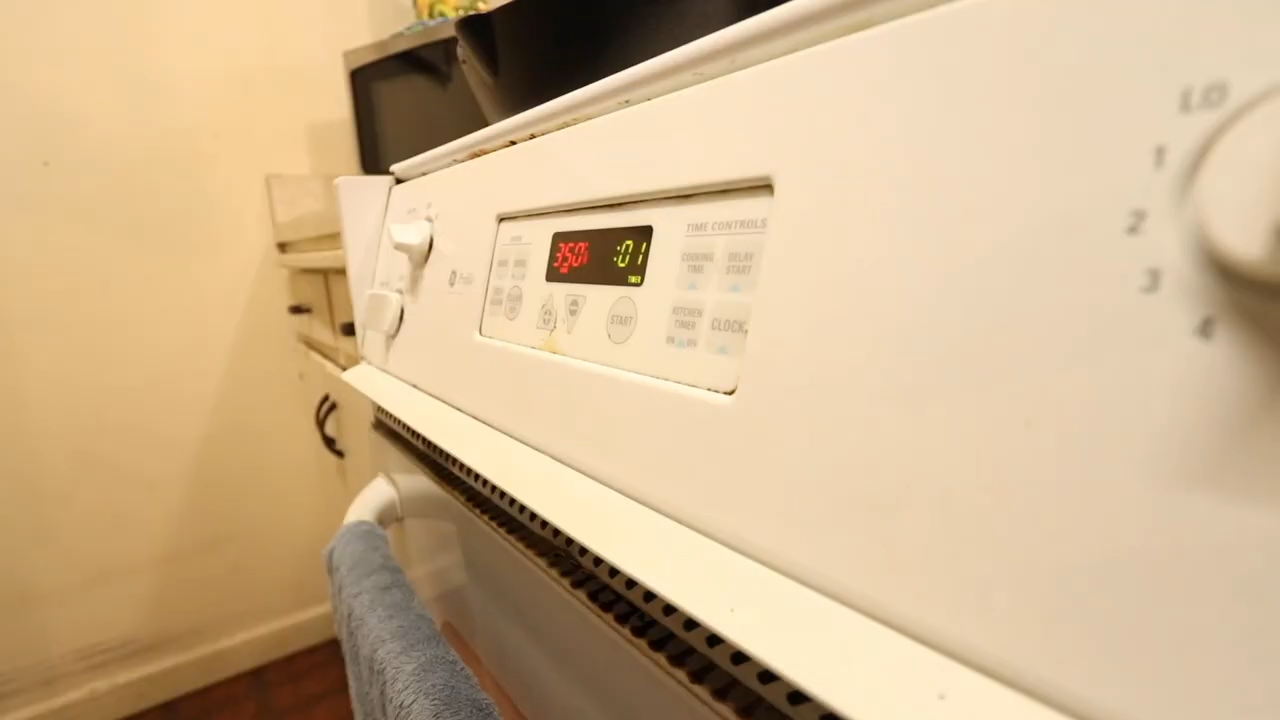 LO
1
2
3
4
350°
:01
TIMER
TIME CONTROLS
COOKING
TIME
DELAY
START
START
KITCHEN
TIMER
CLOCK